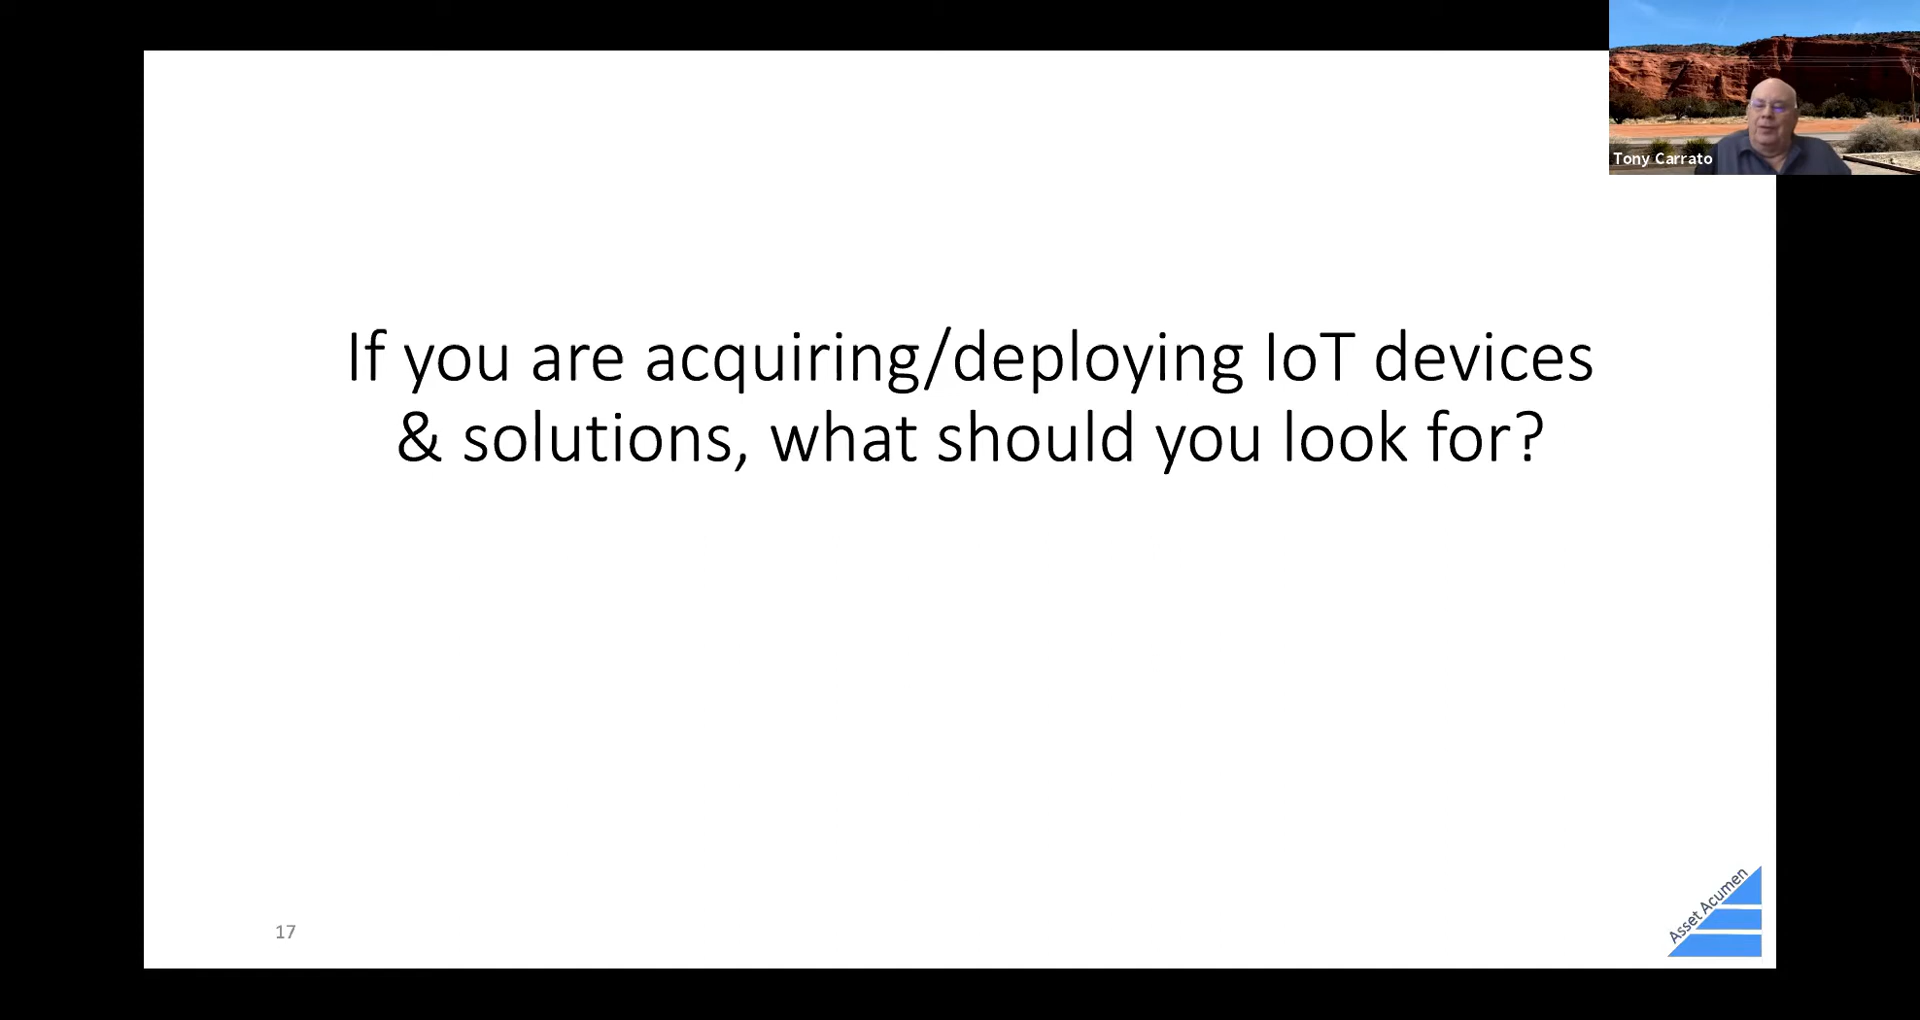 Tony Carrato
If you are acquiring/deploying IoT devices
& solutions, what should you look for?
17
Asset Acumen